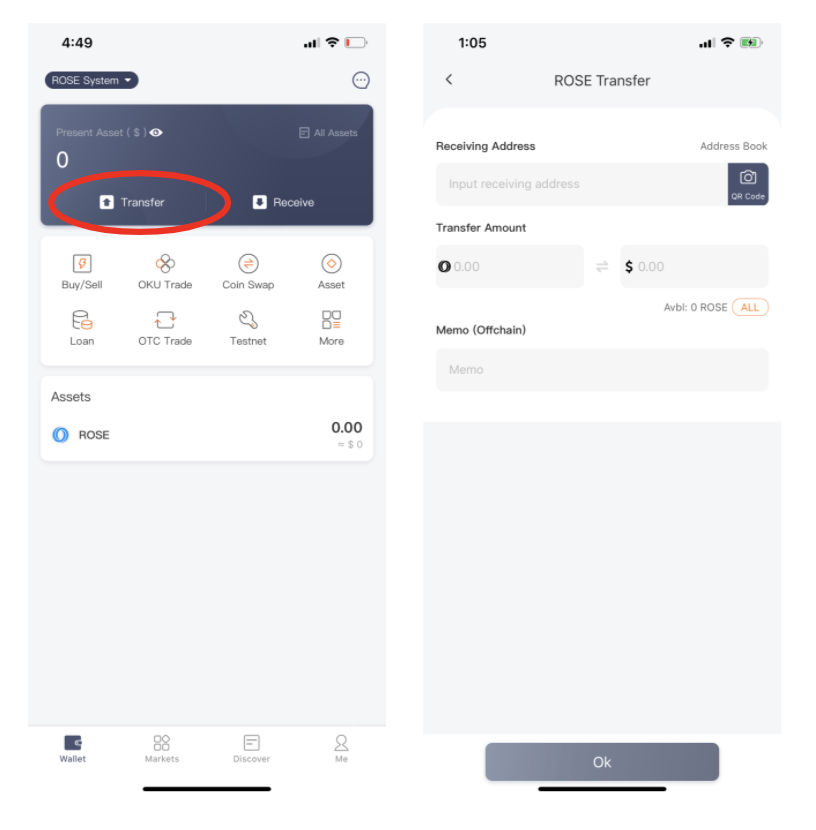 4:49
ROSE System
Present Asset ( $ )
All Assets
0
Transfer
Receive
Buy/Sell
OKU Trade
Coin Swap
Asset
Loan
OTC Trade
Testnet
More
Assets
ROSE
0.00
≈ $ 0
Wallet
Markets
Discover
Me
1:05
ROSE Transfer
Receiving Address
Address Book
Input receiving address
QR Code
Transfer Amount
0.00
$ 0.00
Avbl: 0 ROSE
ALL
Memo (Offchain)
Memo
Ok